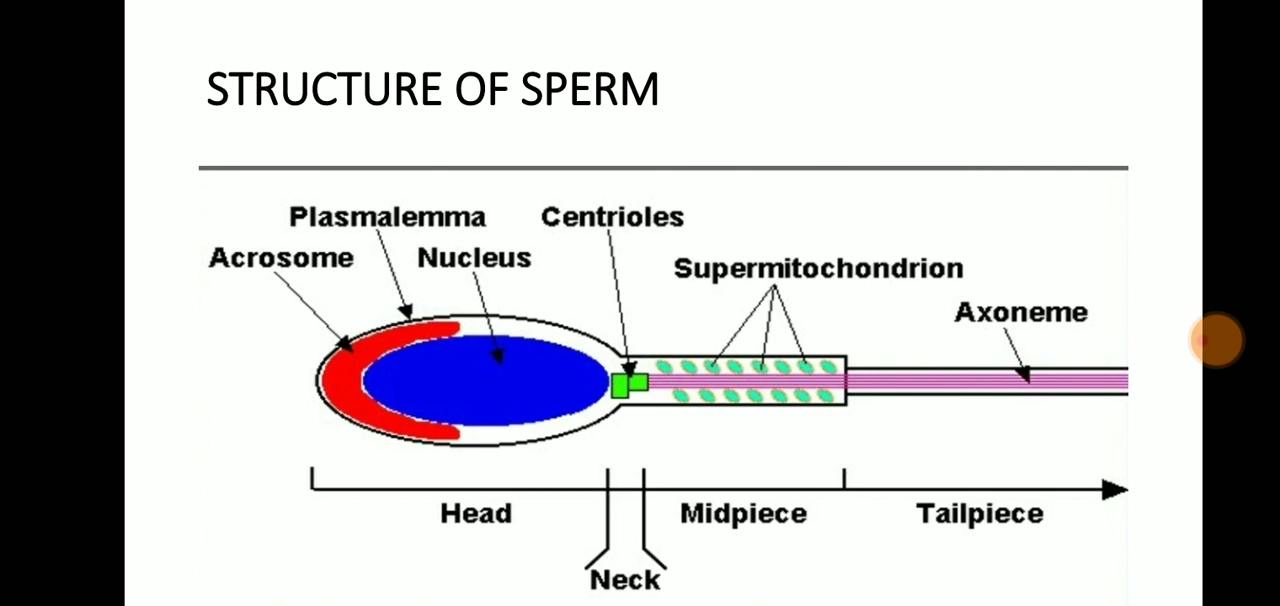 STRUCTURE OF SPERM
Plasmalemma
Centrioles
Acrosome
Nucleus
Supermitochondrion
Axoneme
Head
Midpiece
Tailpiece
Neck